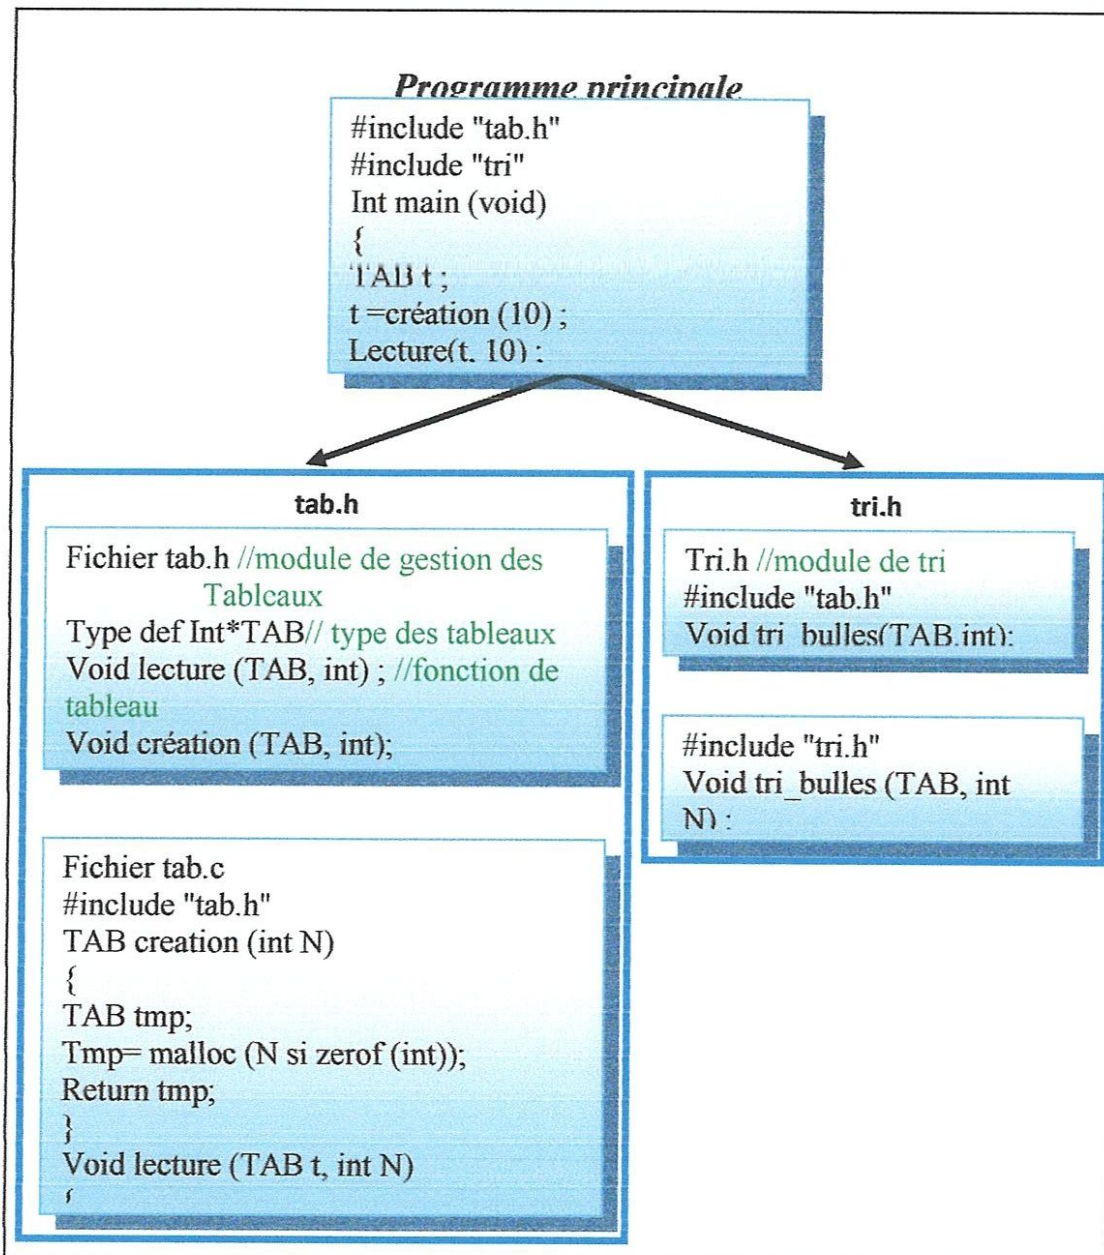 Programme principale
#include "tab.h"
#include "tri"
Int main (void)
{
TAB t ;
t =création (10) ;
Lecture(t, 10) ;
tab.h
Fichier tab.h //module de gestion des
Tableaux
Type def Int*TAB// type des tableaux
Void lecture (TAB, int) ; //fonction de
tableau
Void création (TAB, int);
Fichier tab.c
#include "tab.h"
TAB creation (int N)
{
TAB tmp;
Tmp= malloc (N si zerof (int));
Return tmp;
}
Void lecture (TAB t, int N)
{
tri.h
Tri.h //module de tri
#include "tab.h"
Void tri_bulles(TAB,int);
#include "tri.h"
Void tri_bulles (TAB, int
N) ;